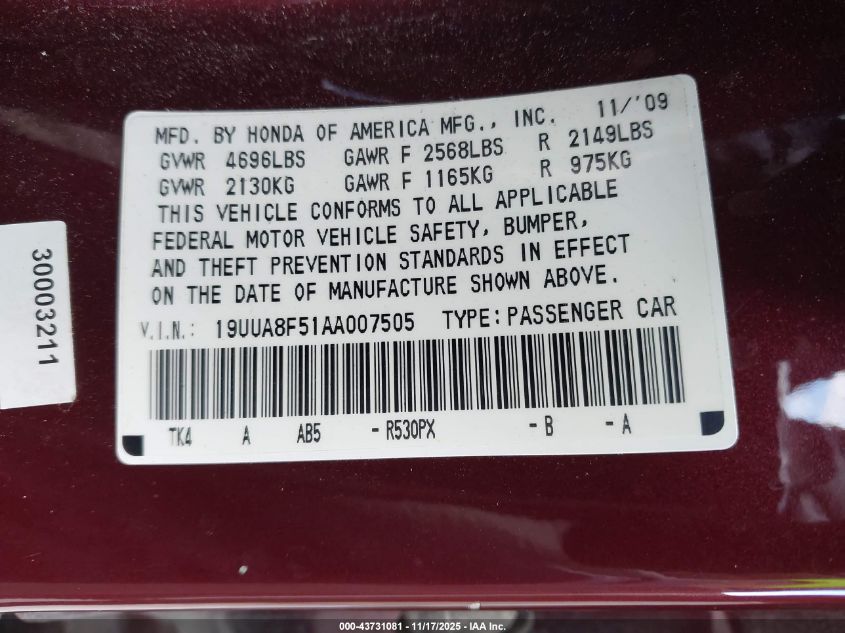 MFD. BY HONDA OF AMERICA MFG., INC. 11/'09
GVWR 4696LBS GAWR F 2568LBS R 2149LBS
GVWR 2130KG GAWR F 1165KG R 975KG
THIS VEHICLE CONFORMS TO ALL APPLICABLE
FEDERAL MOTOR VEHICLE SAFETY, BUMPER,
AND THEFT PREVENTION STANDARDS IN EFFECT
ON THE DATE OF MANUFACTURE SHOWN ABOVE.
V.I.N.: 19UUA8F51AA007505 TYPE:PASSENGER CAR
TK4 A AB5 -R530PX -B -A
30003211
000-43731081 - 11/17/2025 - IAA Inc.